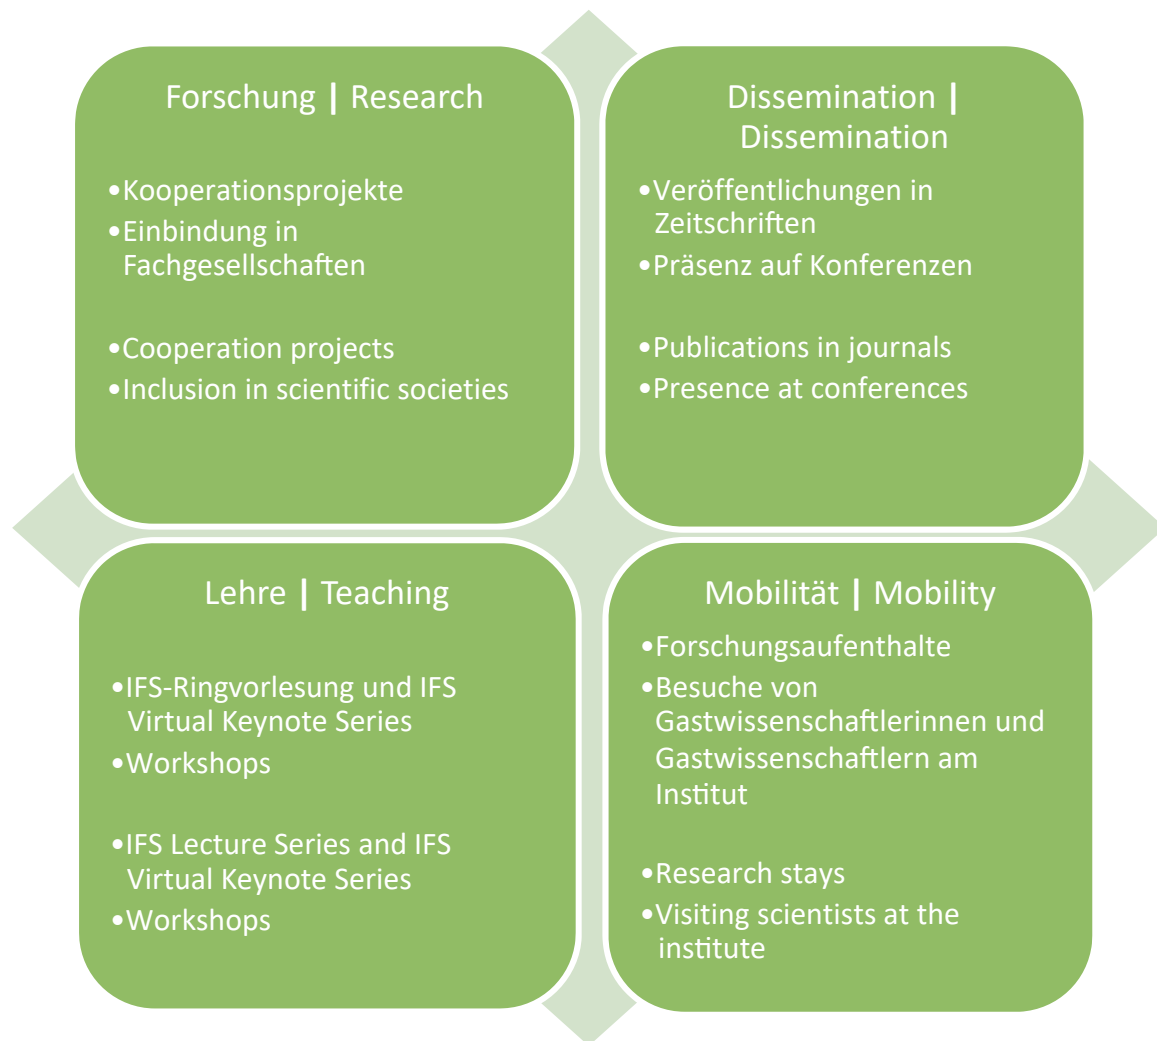 Forschung | Research
•Kooperationsprojekte
•Einbindung in
Fachgesellschaften
•Cooperation projects
•Inclusion in scientific societies
Dissemination |
Dissemination
•Veröffentlichungen in
Zeitschriften
•Präsenz auf Konferenzen
•Publications in journals
•Presence at conferences
Lehre | Teaching
•IFS-Ringvorlesung und IFS
Virtual Keynote Series
•Workshops
•IFS Lecture Series and IFS
Virtual Keynote Series
•Workshops
Mobilität | Mobility
•Forschungsaufenthalte
•Besuche von
Gastwissenschaftlerinnen und
Gastwissenschaftlern am
Institut
•Research stays
•Visiting scientists at the
institute